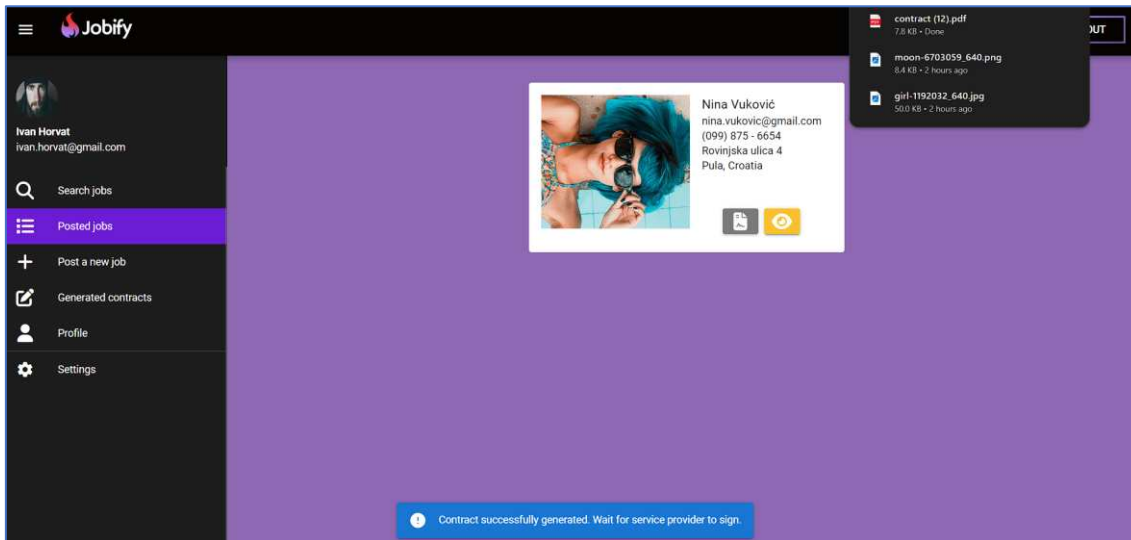 Jobify
contract (12).pdf
7.8 KB • Done
moon-6703059_640.png
8.4 KB • 2 hours ago
girl-1192032_640.jpg
50.0 KB • 2 hours ago
OUT
Ivan Horvat
ivan.horvat@gmail.com
Search jobs
Posted jobs
Post a new job
Generated contracts
Profile
Settings
Nina Vuković
nina.vukovic@gmail.com
(099) 875 - 6654
Rovinjska ulica 4
Pula, Croatia
Contract successfully generated. Wait for service provider to sign.